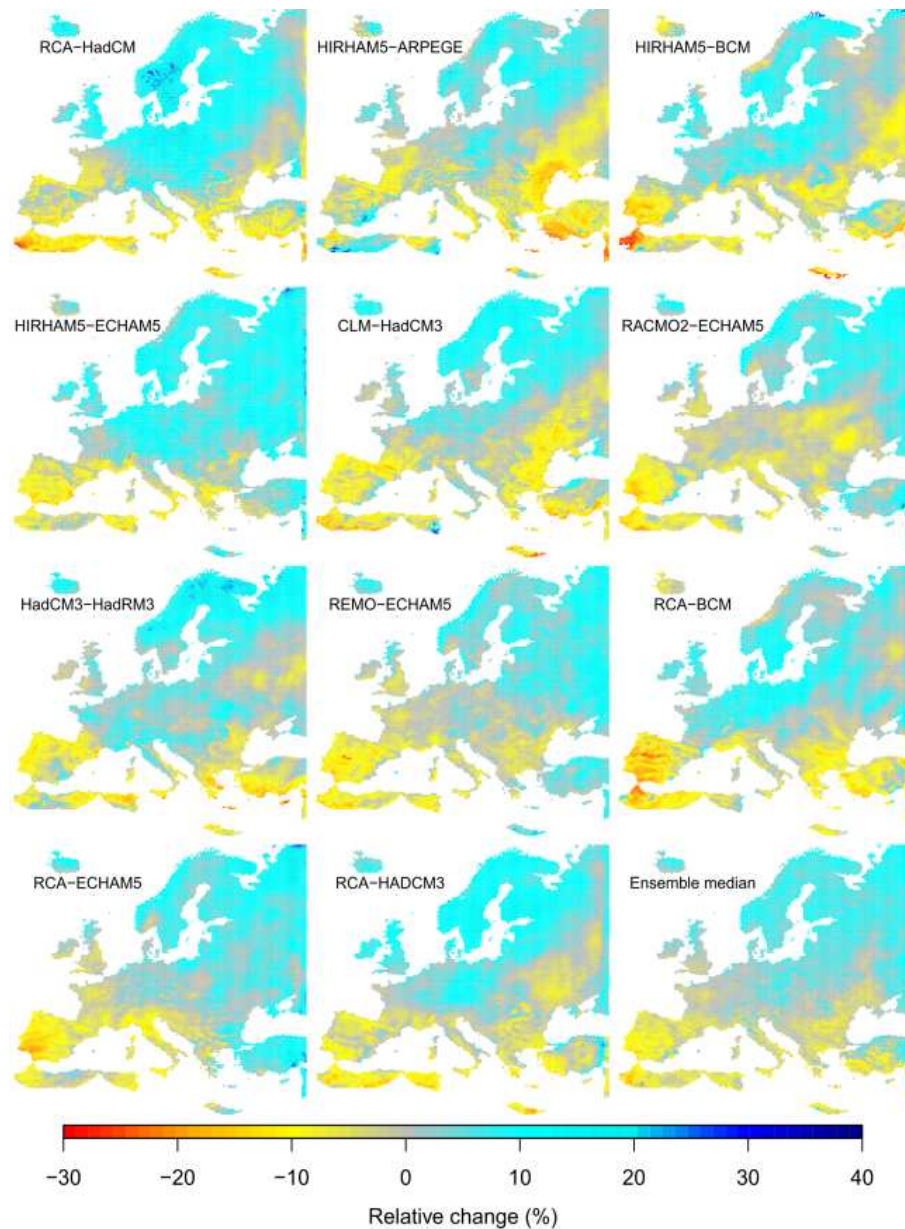 RCA−HadCM
HIRHAM5−ARPEGE
HIRHAM5−BCM
HIRHAM5−ECHAM5
CLM−HadCM3
RACMO2−ECHAM5
HadCM3−HadRM3
REMO−ECHAM5
RCA−BCM
RCA−ECHAM5
RCA−HADCM3
Ensemble median
−30 −20 −10 0 10 20 30 40
Relative change (%)